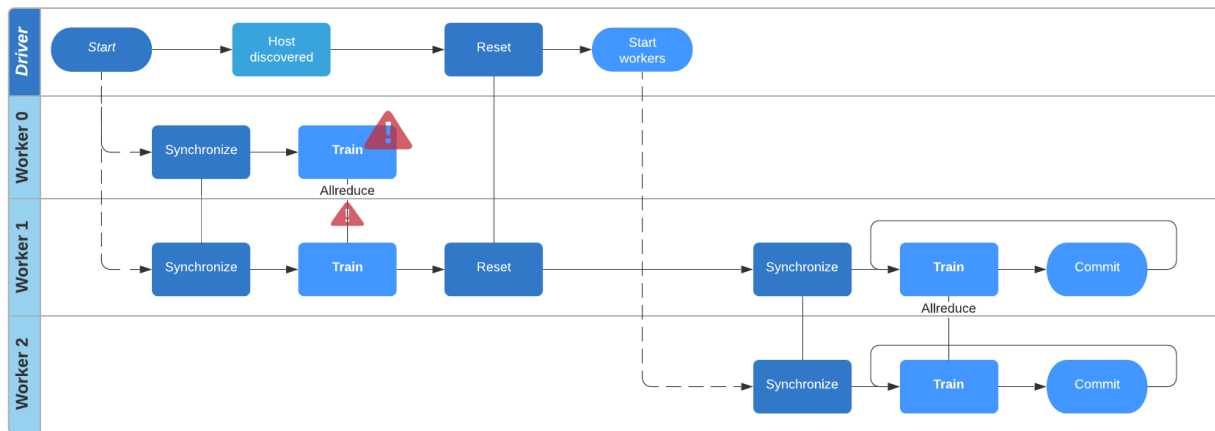 Driver
Start
Host
discovered
Reset
Start
workers
Worker 0
Synchronize
Train
!
Allreduce
Worker 1
!
Synchronize
Train
Reset
Synchronize
Train
Commit
Allreduce
Worker 2
Synchronize
Train
Commit